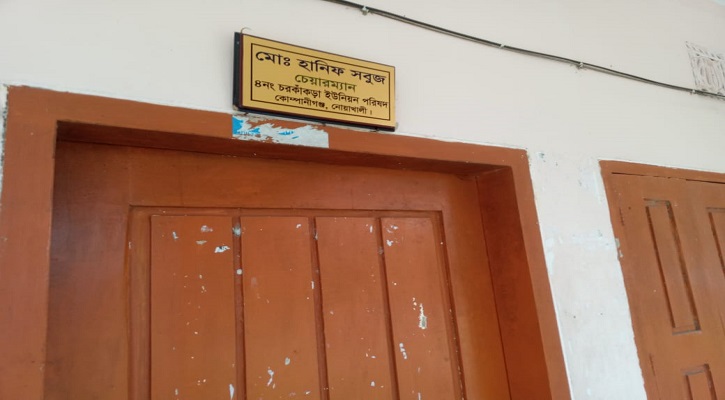 মোঃ হানিফ সবুজ
চেয়ারম্যান
৪নং চরকাঁকড়া ইউনিয়ন পরিষদ
কোম্পানীগঞ্জ, নোয়াখালী।